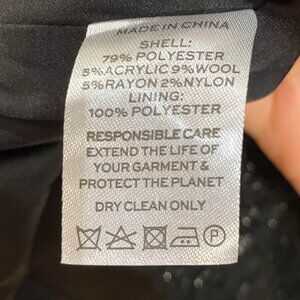 MADE IN CHINA
SHELL:
79% POLYESTER
5%ACRYLIC 9%WOOL
5%RAYON 2%NYLON
LINING:
100% POLYESTER
RESPONSIBLE CARE
EXTEND THE LIFE OF
YOUR GARMENT &
PROTECT THE PLANET
DRY CLEAN ONLY
P